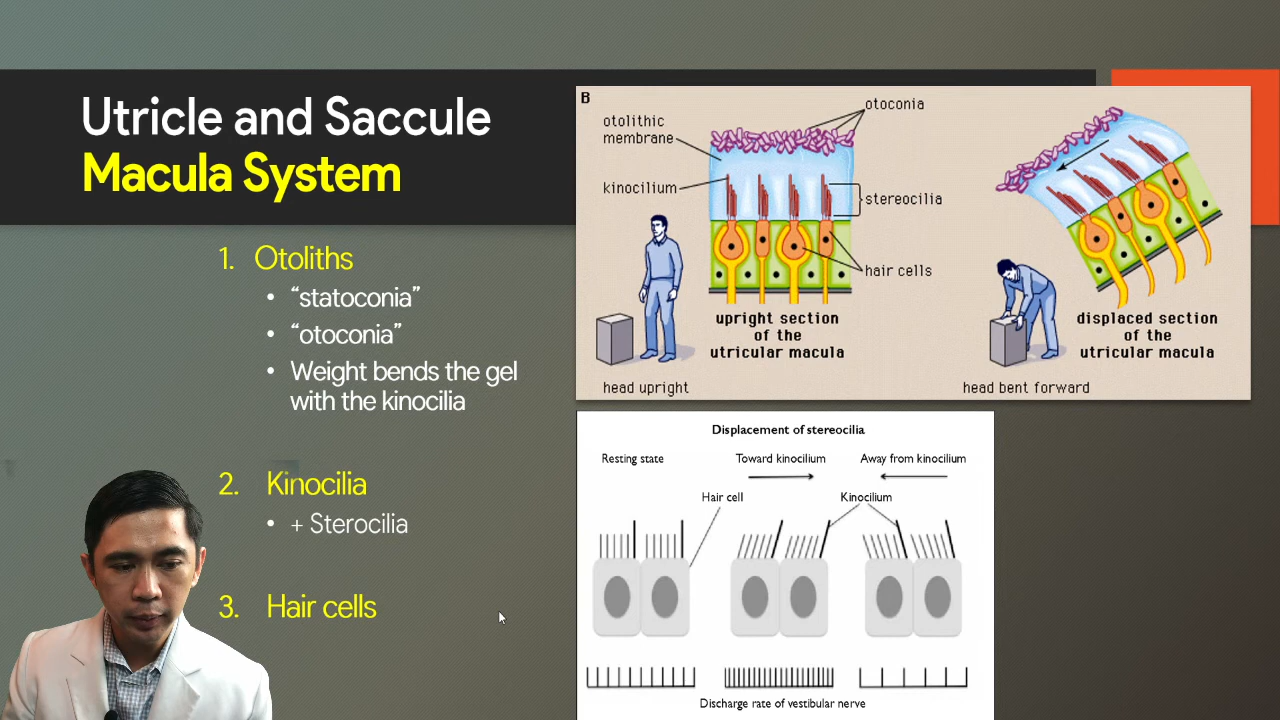 Utricle and Saccule
Macula System
1. Otoliths
• “statoconia”
• “otoconia”
• Weight bends the gel
with the kinocilia
2. Kinocilia
• + Sterocilia
3. Hair cells
B
otolithic
membrane
kinocilium
otoconia
stereocilia
hair cells
upright section
of the
utricular macula
head upright
displaced section
of the
utricular macula
head bent forward
Displacement of stereocilia
Resting state
Toward kinocilium
Away from kinocilium
Hair cell
Kinocilium
Discharge rate of vestibular nerve